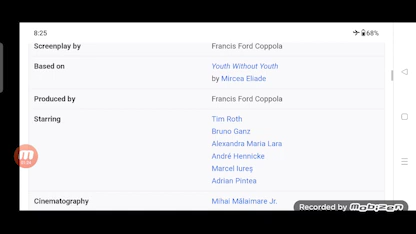 8:25 68%
Screenplay by Francis Ford Coppola
Based on Youth Without Youth
by Mircea Eliade
Produced by Francis Ford Coppola
Starring Tim Roth
Bruno Ganz
Alexandra Maria Lara
André Hennicke
Marcel Iureș
Adrian Pintea
Cinematography Mihai Mălaimare Jr.
Recorded by Mobizen